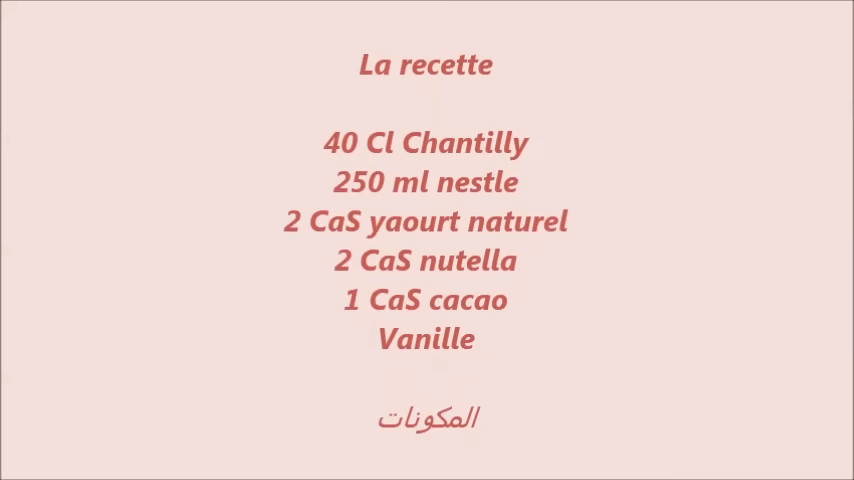 La recette
40 Cl Chantilly
250 ml nestle
2 CaS yaourt naturel
2 CaS nutella
1 CaS cacao
Vanille
المكونات